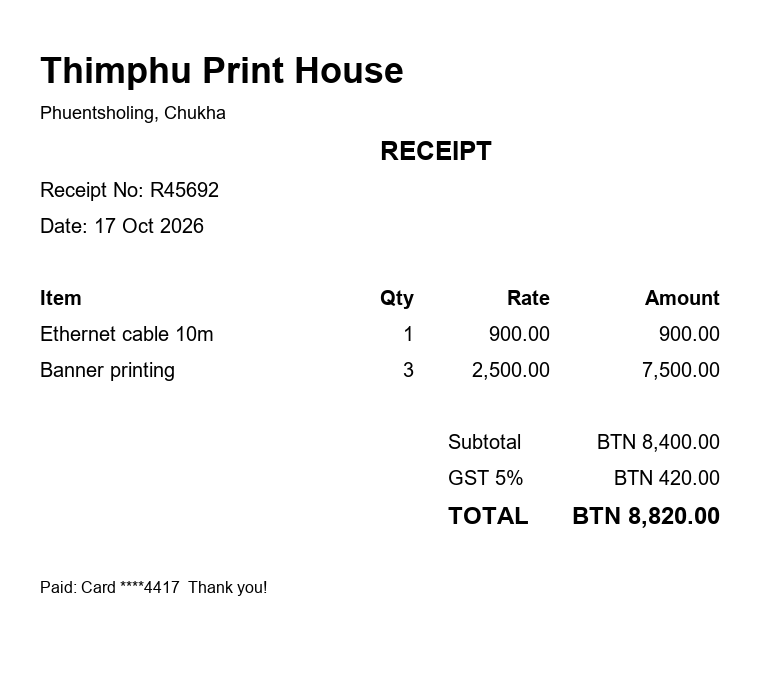 Thimphu Print House
Phuentsholing, Chukha
RECEIPT
Receipt No: R45692
Date: 17 Oct 2026
Item Qty Rate Amount
Ethernet cable 10m 1 900.00 900.00
Banner printing 3 2,500.00 7,500.00
Subtotal BTN 8,400.00
GST 5% BTN 420.00
TOTAL BTN 8,820.00
Paid: Card ****4417 Thank you!